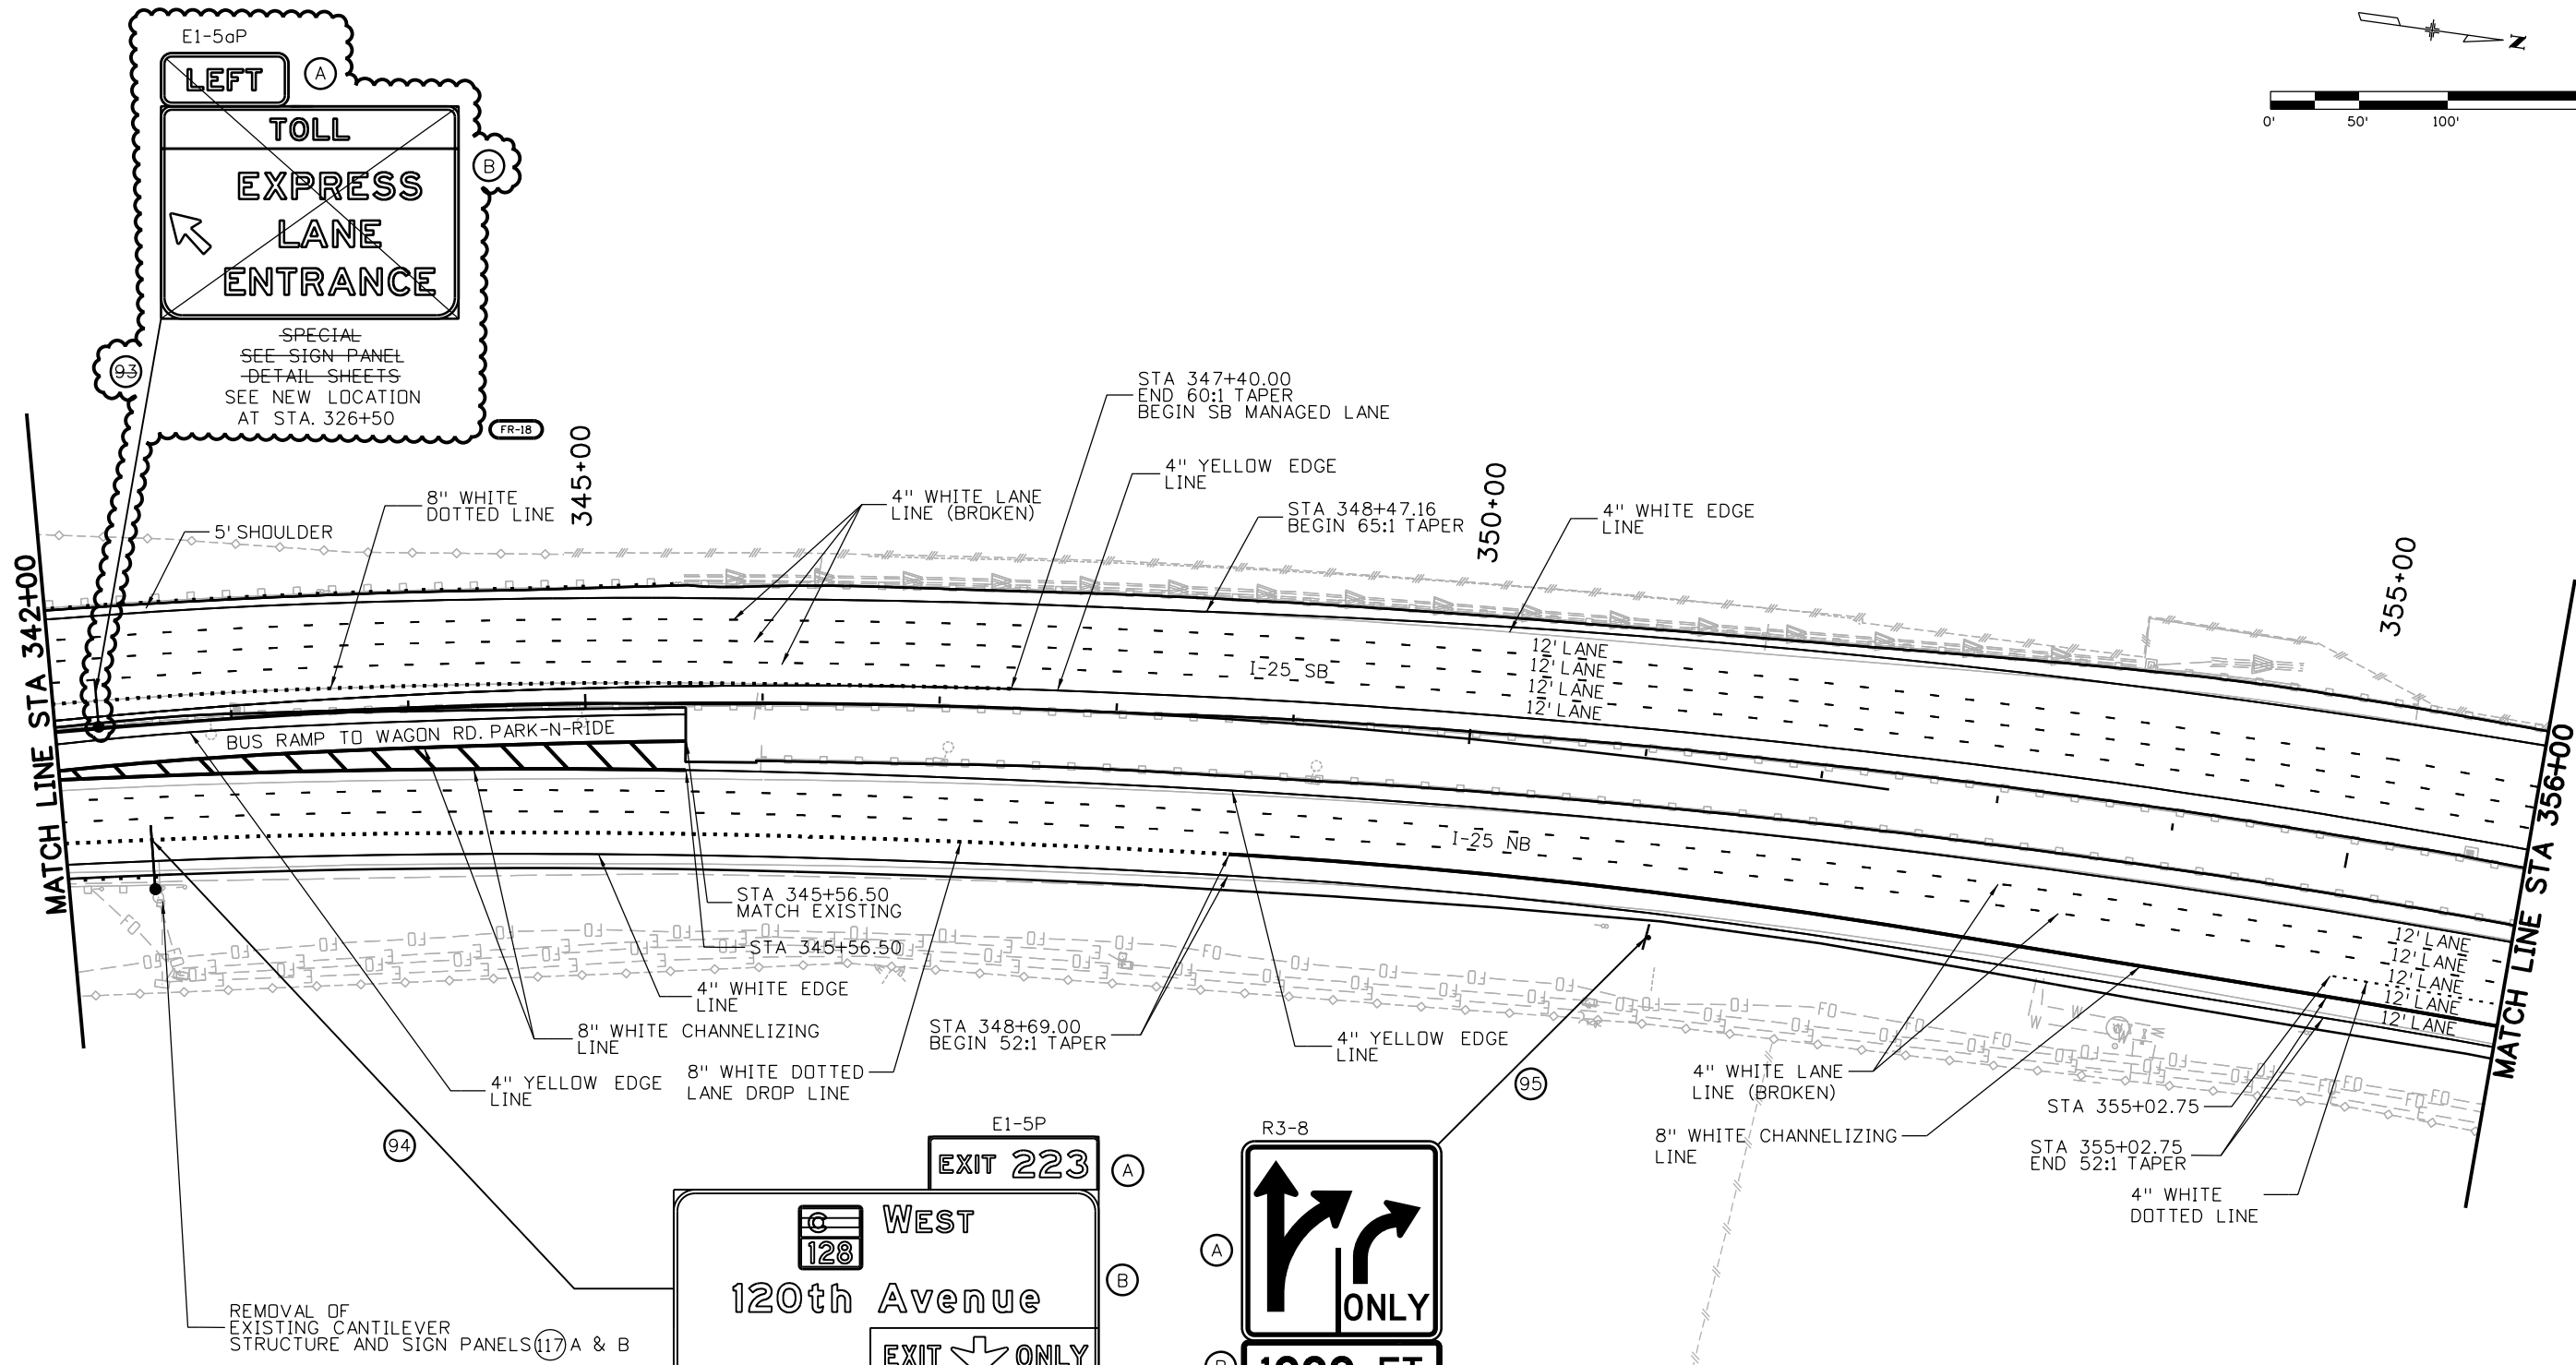 E1-5aP
LEFT
A
TOLL
EXPRESS
LANE
ENTRANCE
B
93
SPECIAL
SEE SIGN PANEL
DETAIL SHEETS
SEE NEW LOCATION
AT STA. 326+50
FR-18
N
0' 50' 100'
STA 347+40.00
END 60:1 TAPER
BEGIN SB MANAGED LANE
4" YELLOW EDGE
LINE
8" WHITE
DOTTED LINE
345+00
4" WHITE LANE
LINE (BROKEN)
STA 348+47.16
BEGIN 65:1 TAPER
350+00
4" WHITE EDGE
LINE
355+00
5' SHOULDER
MATCH LINE STA 342+00
I-25 SB
12' LANE
12' LANE
12' LANE
12' LANE
BUS RAMP TO WAGON RD. PARK-N-RIDE
I-25 NB
MATCH LINE STA 356+00
12' LANE
12' LANE
12' LANE
12' LANE
12' LANE
STA 345+56.50
MATCH EXISTING
STA 345+56.50
4" WHITE EDGE
LINE
8" WHITE CHANNELIZING
LINE
4" YELLOW EDGE
LINE
8" WHITE DOTTED
LANE DROP LINE
STA 348+69.00
BEGIN 52:1 TAPER
4" YELLOW EDGE
LINE
95
4" WHITE LANE
LINE (BROKEN)
8" WHITE CHANNELIZING
LINE
STA 355+02.75
STA 355+02.75
END 52:1 TAPER
4" WHITE
DOTTED LINE
94
E1-5P
EXIT 223
A
C
128
WEST
120th Avenue
B
EXIT ONLY
R3-8
A
ONLY
REMOVAL OF
EXISTING CANTILEVER
STRUCTURE AND SIGN PANELS 117 A & B